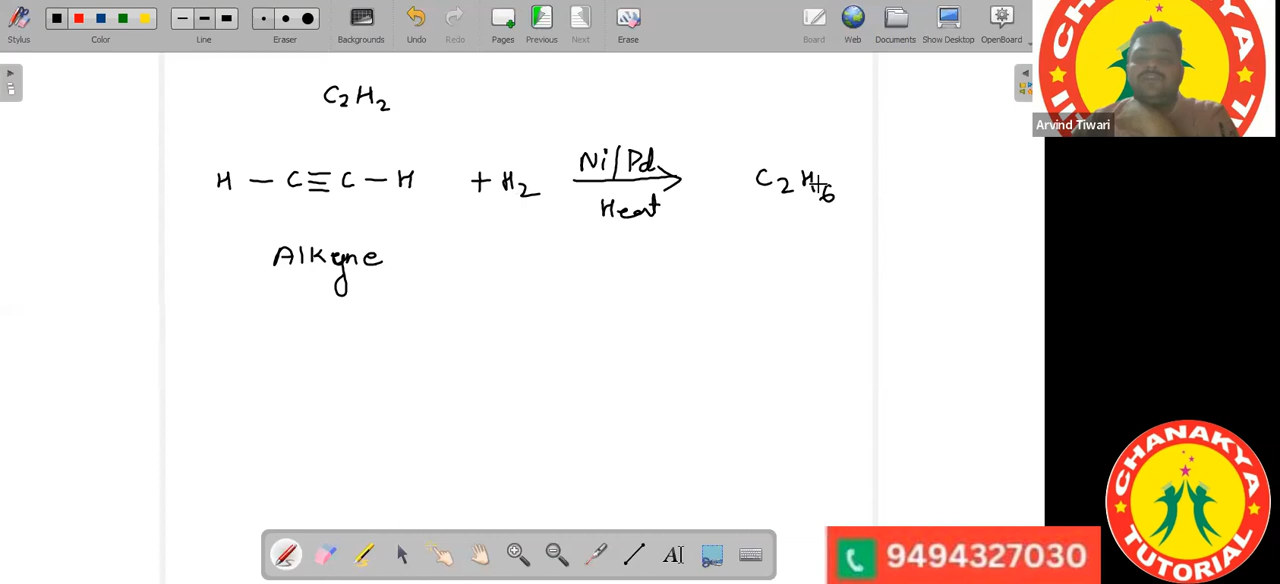 Stylus
Color
Line
Eraser
Backgrounds
Undo
Redo
Pages
Previous
Next
Erase
Board
Web
Documents
Show Desktop
OpenBoard
Arvind Tiwari
C₂H₂
H — C ≡ C — H + H₂ Ni/Pd Heat → C₂H₆
Alkyne
CHANAKYA
TUTORIAL
9494327030